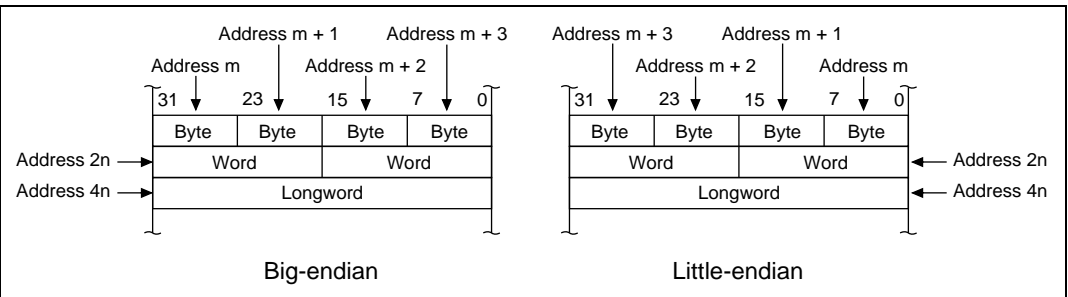 Address m + 1 Address m + 3 Address m + 3 Address m + 1
Address m Address m + 2 Address m + 2 Address m
31 23 15 7 0 31 23 15 7 0
Byte Byte Byte Byte Byte Byte Byte Byte
Address 2n Word Word Word Word Address 2n
Address 4n Longword Longword Address 4n
Big-endian Little-endian